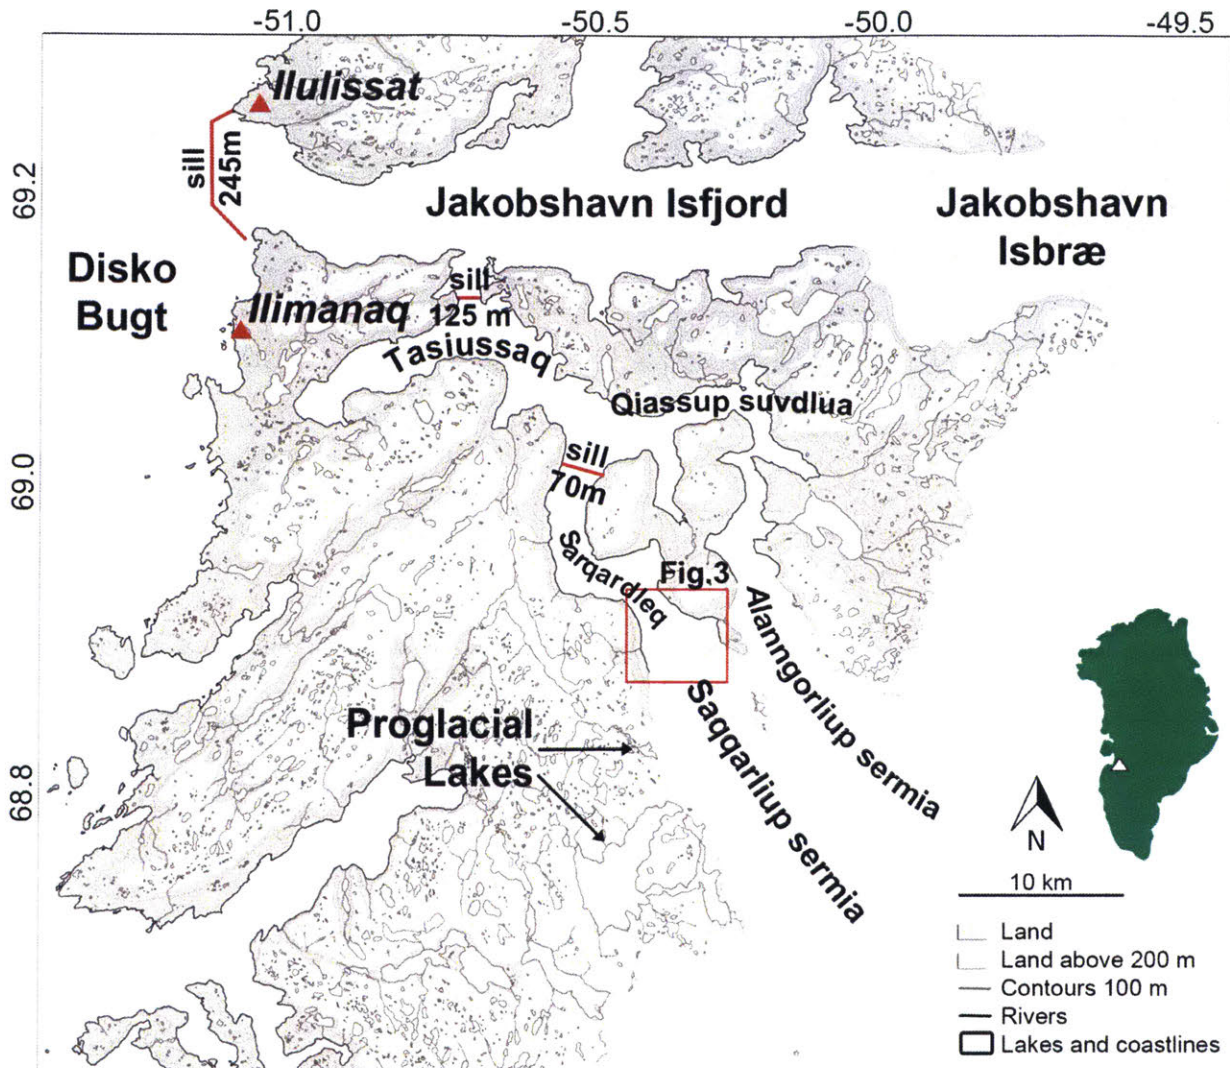 -51.0
-50.5
-50.0
-49.5
Ilulissat
sill
245m
69.2
Jakobshavn Isfjord
Jakobshavn
Isbræ
Disko
Bugt
sill
125 m
Ilimanaq
Tasiussaq
Qiassup suvdlua
sill
70m
69.0
Sarqardleq
Fig.3
Alanngorliup sermia
Saqqarliup sermia
Proglacial
Lakes
68.8
N
10 km
Land
Land above 200 m
Contours 100 m
Rivers
Lakes and coastlines